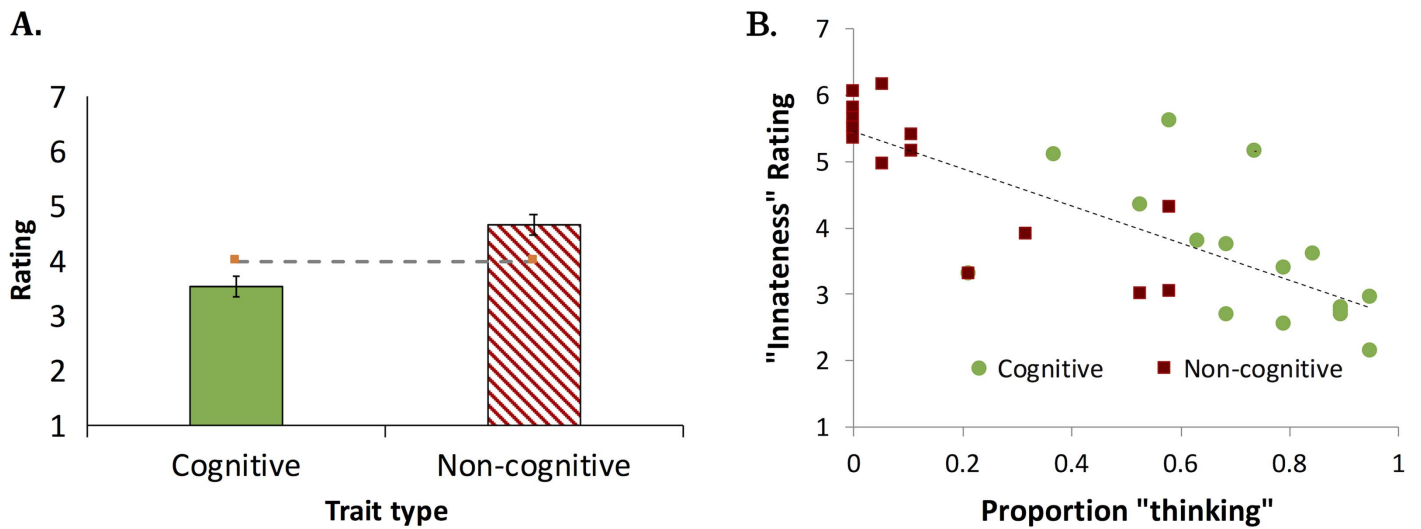 A.
7
6
5
4
3
2
1
Rating
Cognitive
Non-cognitive
Trait type
B.
7
6
5
4
3
2
1
"Innateness" Rating
Cognitive
Non-cognitive
0
0.2
0.4
0.6
0.8
1
Proportion "thinking"